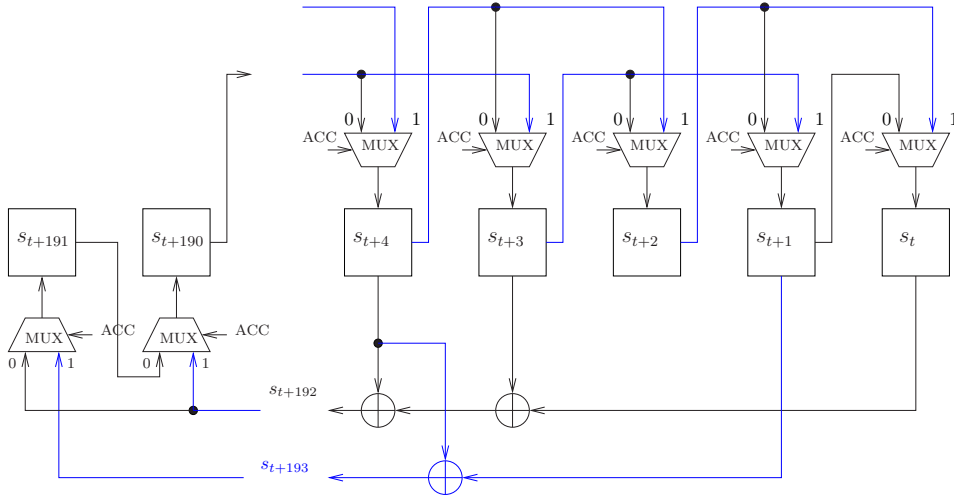 0 1 0 1 0 1 0 1 0 1
ACC MUX ACC MUX ACC MUX ACC MUX ACC MUX
s_{t+191} s_{t+190} s_{t+4} s_{t+3} s_{t+2} s_{t+1} s_t
MUX ACC MUX ACC
0 1 0 1
s_{t+192}
s_{t+193}